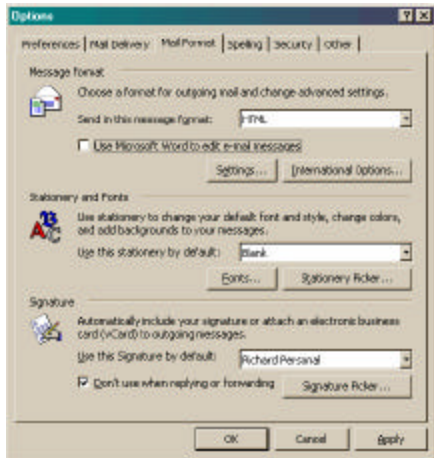 Options
Preferences | Mail Delivery | Mail Format | Spelling | Security | Other
Message format
Choose a format for outgoing mail and change advanced settings.
Send in this message format: HTML
Use Microsoft Word to edit e-mail messages
Settings... International Options...
Stationery and Fonts
Use stationery to change your default font and style, change colors,
and add backgrounds to your messages.
Use this stationery by default: Blank
Fonts... Stationery Picker...
Signature
Automatically include your signature or attach an electronic business
card (vCard) to outgoing messages.
Use this Signature by default: Richard Personal
Don't use when replying or forwarding Signature Picker...
OK Cancel Apply